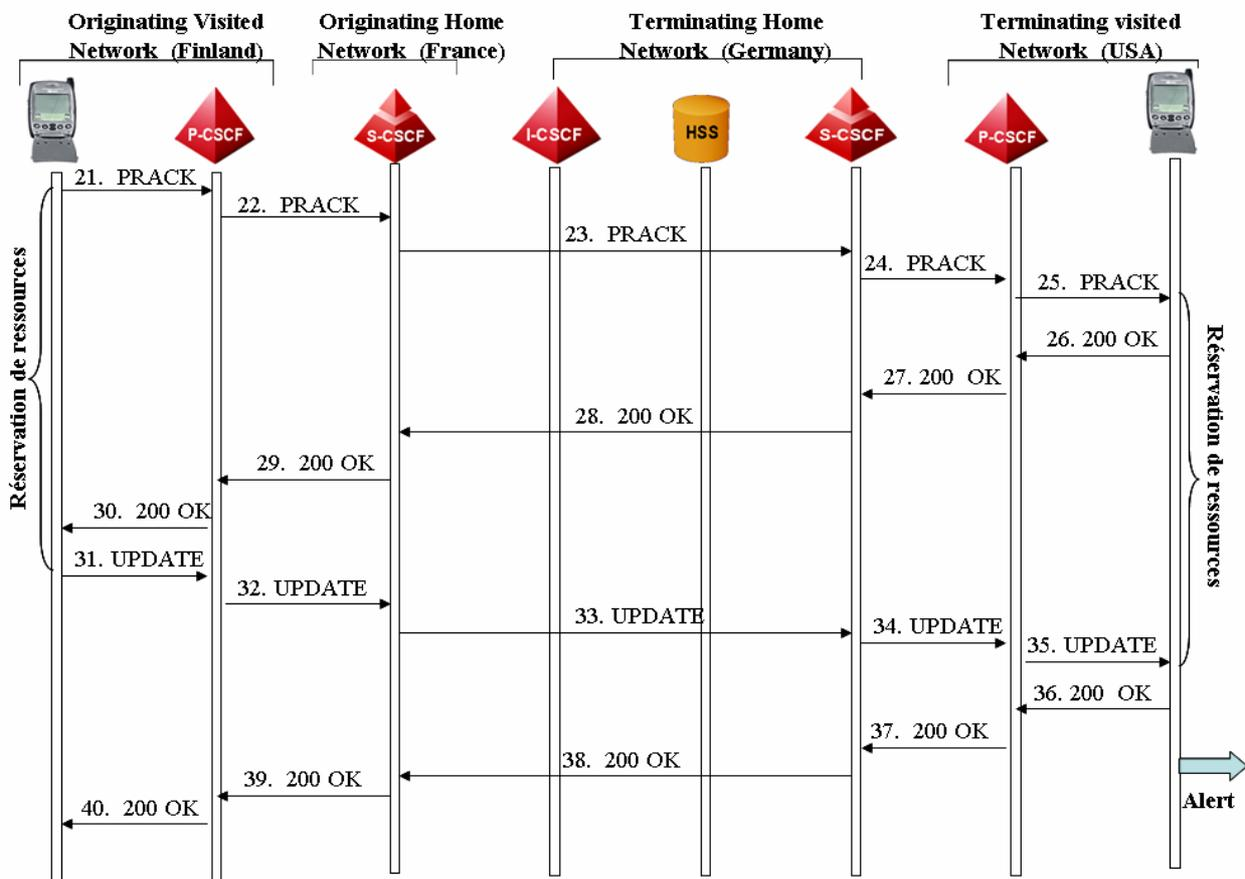 Originating Visited
Network (Finland)
Originating Home
Network (France)
Terminating Home
Network (Germany)
Terminating visited
Network (USA)
P-CSCF
S-CSCF
I-CSCF
HSS
S-CSCF
P-CSCF
21. PRACK
22. PRACK
23. PRACK
24. PRACK
25. PRACK
Réservation de ressources
Réservation de ressources
26. 200 OK
27. 200 OK
28. 200 OK
29. 200 OK
30. 200 OK
31. UPDATE
32. UPDATE
33. UPDATE
34. UPDATE
35. UPDATE
36. 200 OK
37. 200 OK
38. 200 OK
39. 200 OK
40. 200 OK
Alert